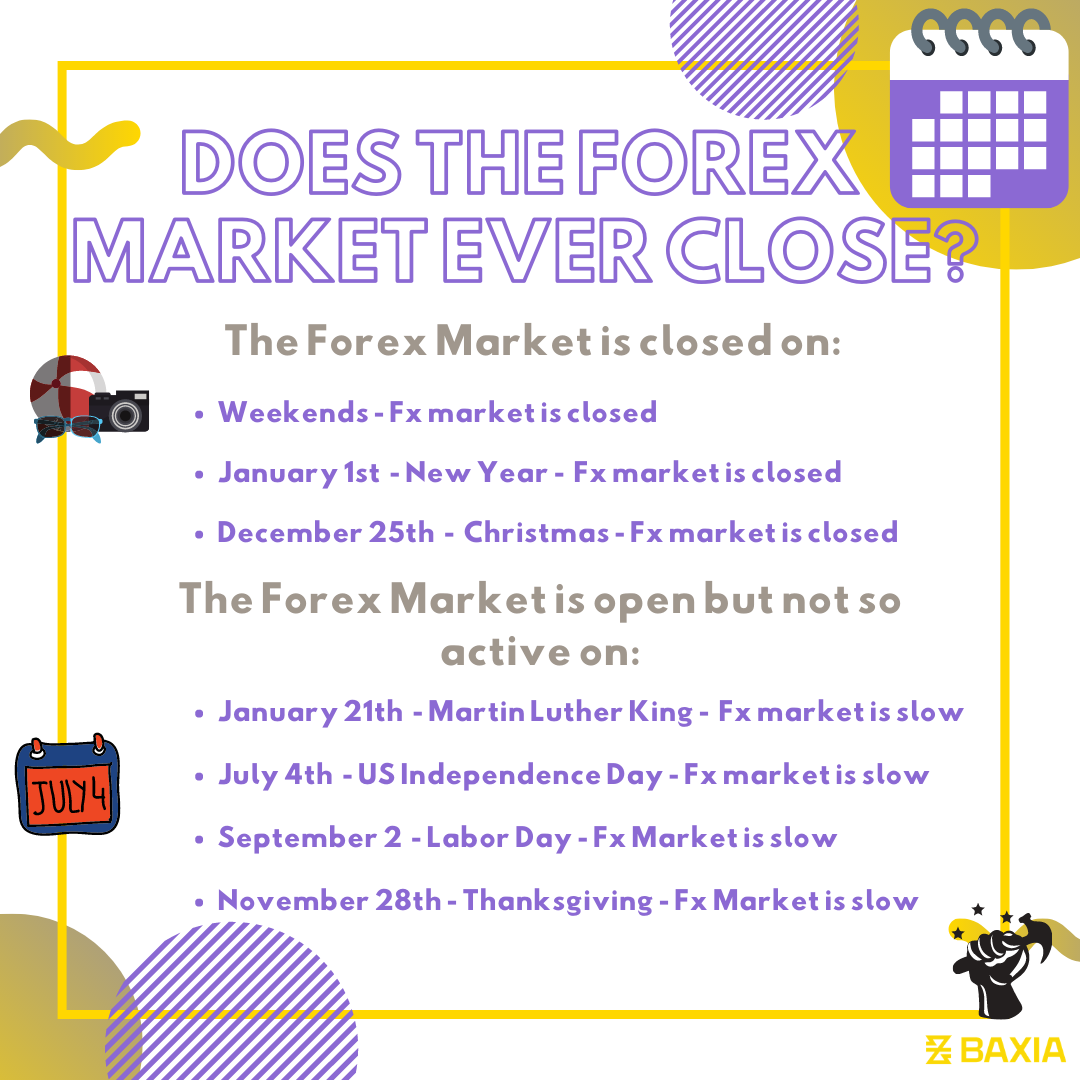 DOES THE FOREX
MARKET EVER CLOSE?
The Forex Market is closed on:
• Weekends - Fx market is closed
• January 1st - New Year - Fx market is closed
• December 25th - Christmas - Fx market is closed
The Forex Market is open but not so
active on:
• January 21th - Martin Luther King - Fx market is slow
• July 4th - US Independence Day - Fx market is slow
JULY 4
• September 2 - Labor Day - Fx Market is slow
• November 28th - Thanksgiving - Fx Market is slow
BAXIA